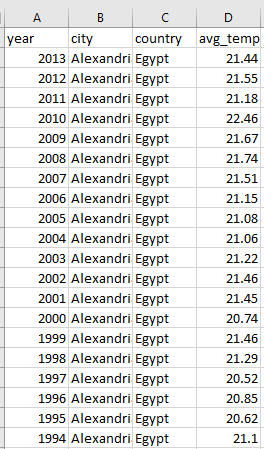 A B C D
year city country avg_temp
2013 Alexandri Egypt 21.44
2012 Alexandri Egypt 21.55
2011 Alexandri Egypt 21.18
2010 Alexandri Egypt 22.46
2009 Alexandri Egypt 21.67
2008 Alexandri Egypt 21.74
2007 Alexandri Egypt 21.51
2006 Alexandri Egypt 21.15
2005 Alexandri Egypt 21.08
2004 Alexandri Egypt 21.06
2003 Alexandri Egypt 21.22
2002 Alexandri Egypt 21.46
2001 Alexandri Egypt 21.45
2000 Alexandri Egypt 20.74
1999 Alexandri Egypt 21.46
1998 Alexandri Egypt 21.29
1997 Alexandri Egypt 20.52
1996 Alexandri Egypt 20.85
1995 Alexandri Egypt 20.62
1994 Alexandri Egypt 21.1